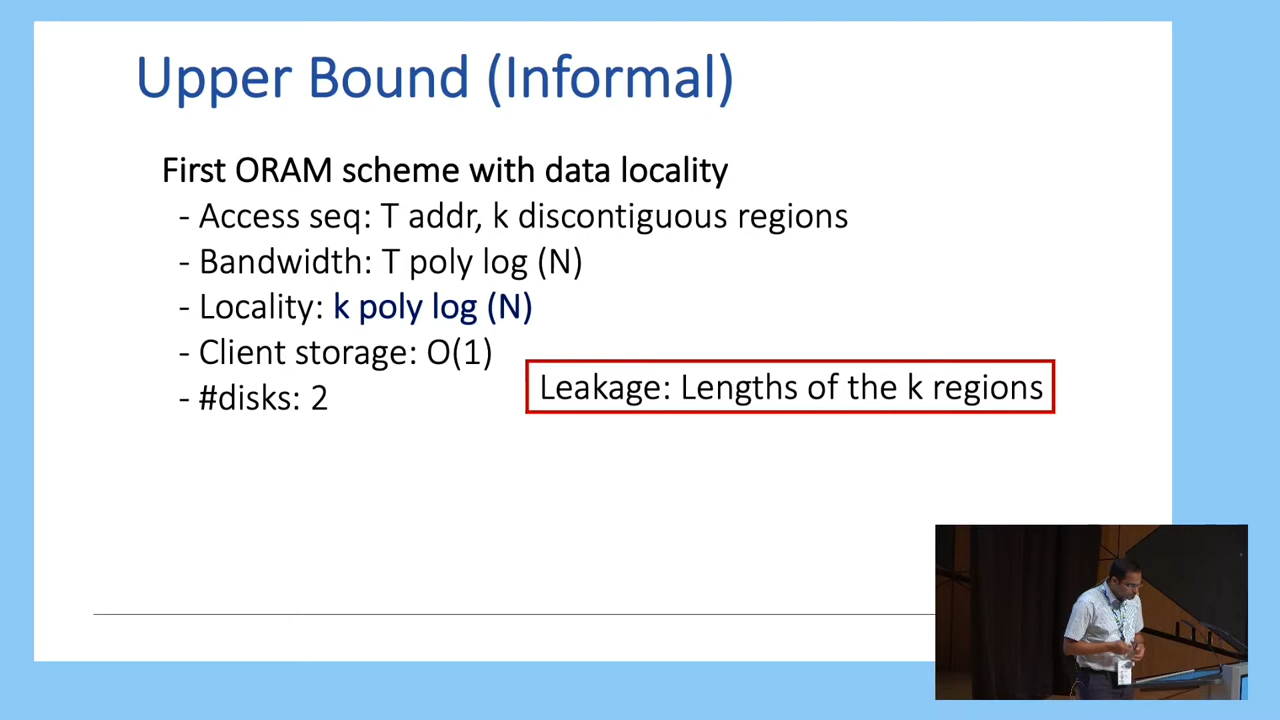 Upper Bound (Informal)
First ORAM scheme with data locality
- Access seq: T addr, k discontiguous regions
- Bandwidth: T poly log (N)
- Locality: k poly log (N)
- Client storage: O(1)
- #disks: 2
Leakage: Lengths of the k regions